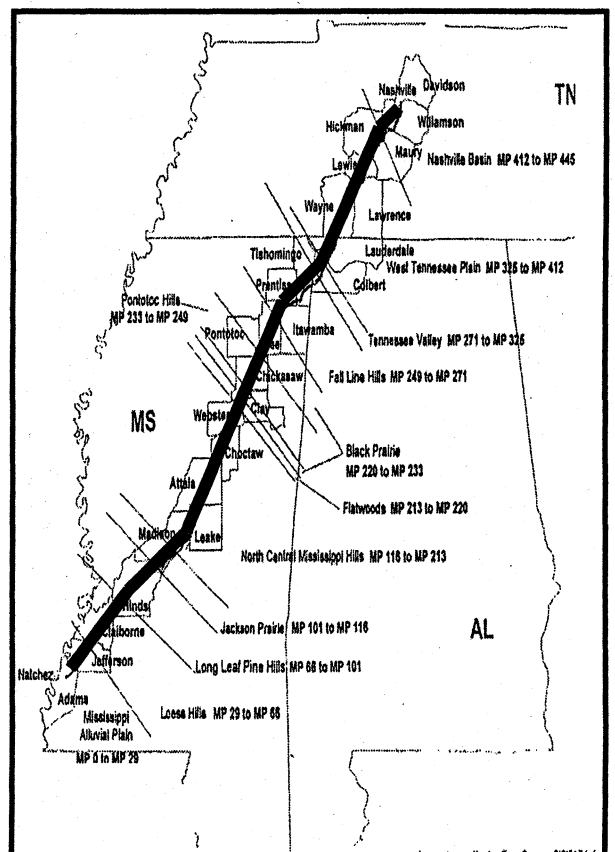 Nashville
Davidson
TN
Hickman
Williamson
Maury
Lewis
Nashville Basin MP 412 to MP 445
Wayne
Lawrence
Tishomingo
Lauderdale
West Tennessee Plain MP 325 to MP 412
Colbert
Prentiss
Pontotoc Hills
MP 233 to MP 249
Itawamba
Pontotoc
Tennessee Valley MP 271 to MP 325
Chickasaw
Fall Line Hills MP 249 to MP 271
MS
Webster
Clay
Choctaw
Black Prairie
MP 220 to MP 233
Attala
Flatwoods MP 213 to MP 220
Madison
Leake
North Central Mississippi Hills MP 116 to MP 213
Hinds
AL
Claiborne
Jackson Prairie MP 101 to MP 116
Jefferson
Long Leaf Pine Hills MP 66 to MP 101
Natchez
Adams
Loess Hills MP 29 to MP 66
Mississippi
Alluvial Plain
MP 0 to MP 29